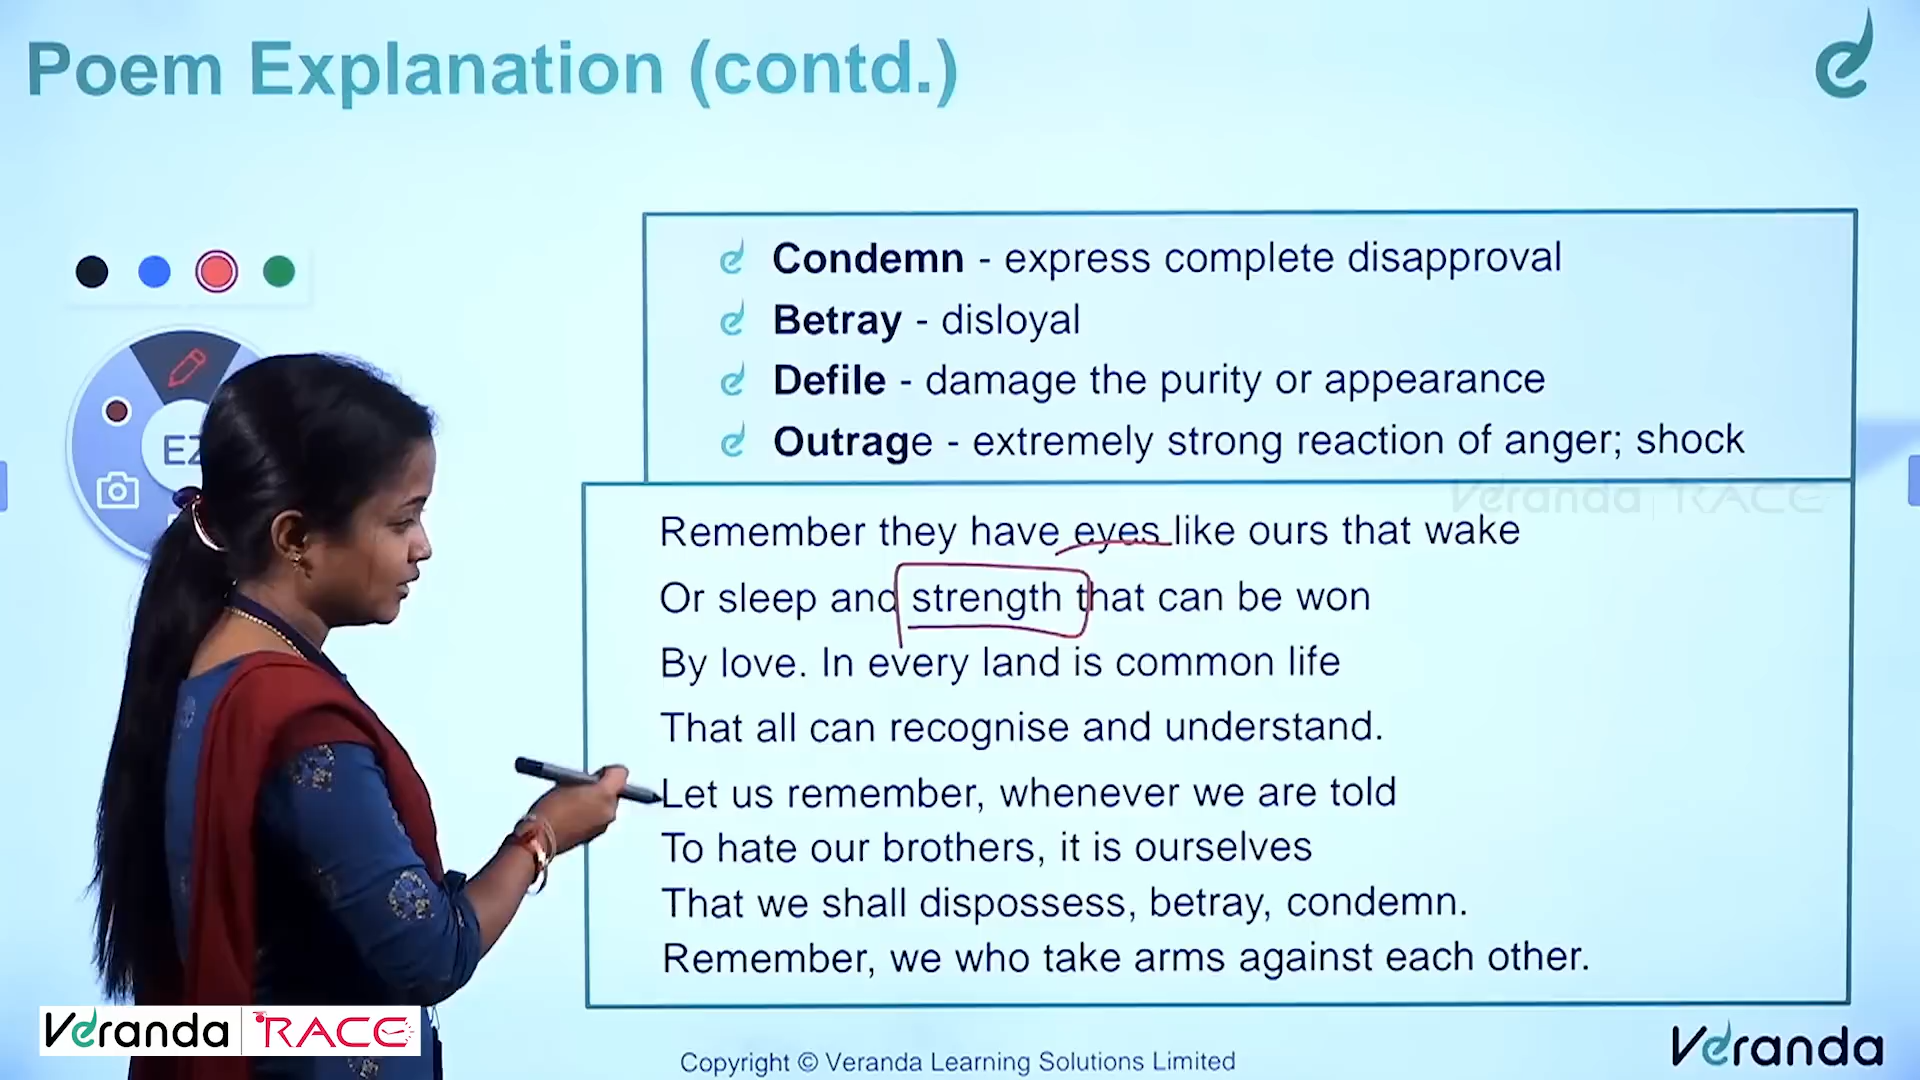 Poem Explanation (contd.)
Condemn - express complete disapproval
Betray - disloyal
Defile - damage the purity or appearance
Outrage - extremely strong reaction of anger; shock
EZ
Veranda RACE
Remember they have eyes like ours that wake
Or sleep and strength that can be won
By love. In every land is common life
That all can recognise and understand.
Let us remember, whenever we are told
To hate our brothers, it is ourselves
That we shall dispossess, betray, condemn.
Remember, we who take arms against each other.
Veranda RACE
Veranda
Copyright © Veranda Learning Solutions Limited